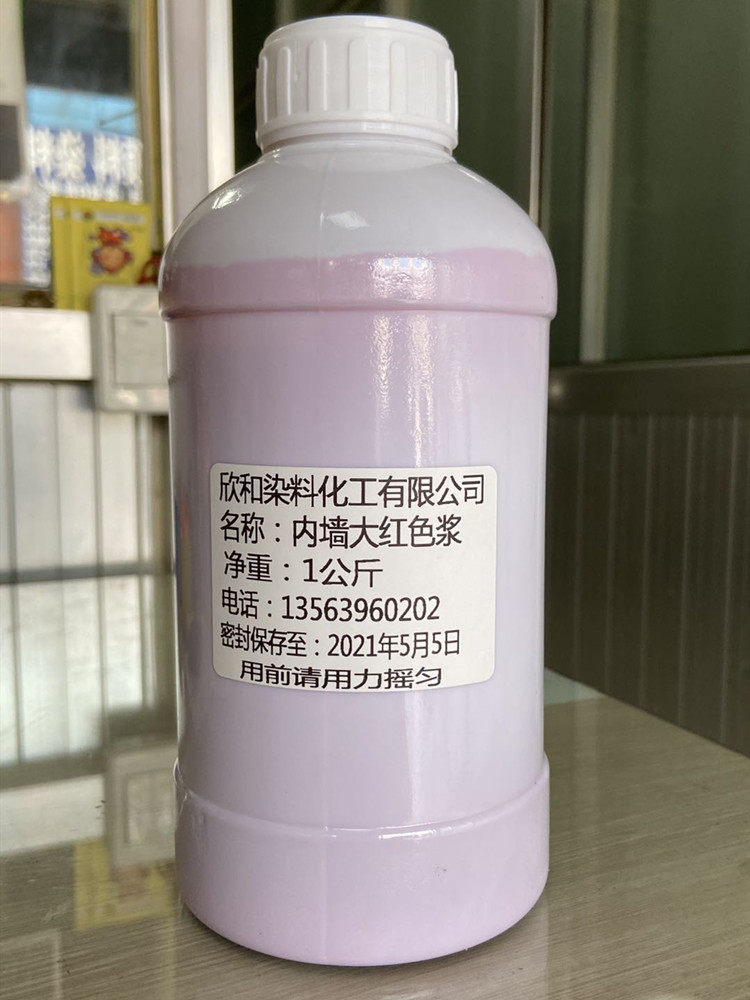 欣和染料化工有限公司
名称：内墙大红色浆
净重：1公斤
电话：13563960202
密封保存至：2021年5月5日
用前请用力摇匀